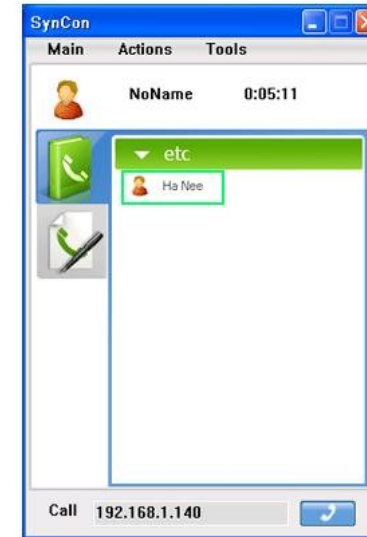 SynCon
Main Actions Tools
NoName 0:05:11
etc
Ha Nee
Call 192.168.1.140